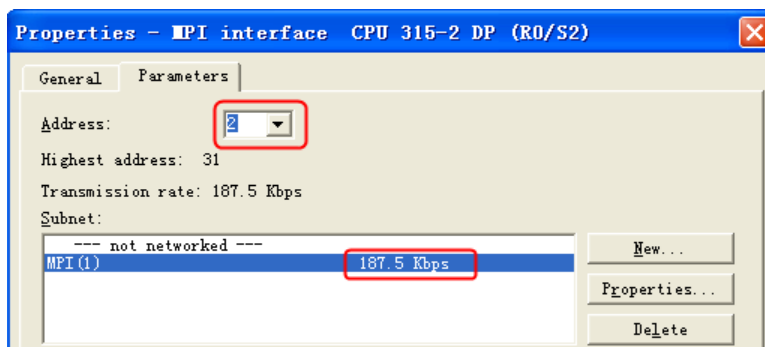 Properties - MPI interface  CPU 315-2 DP (R0/S2)
General Parameters
Address: 2
Highest address: 31
Transmission rate: 187.5 Kbps
Subnet:
--- not networked ---
MPI(1) 187.5 Kbps
New...
Properties...
Delete